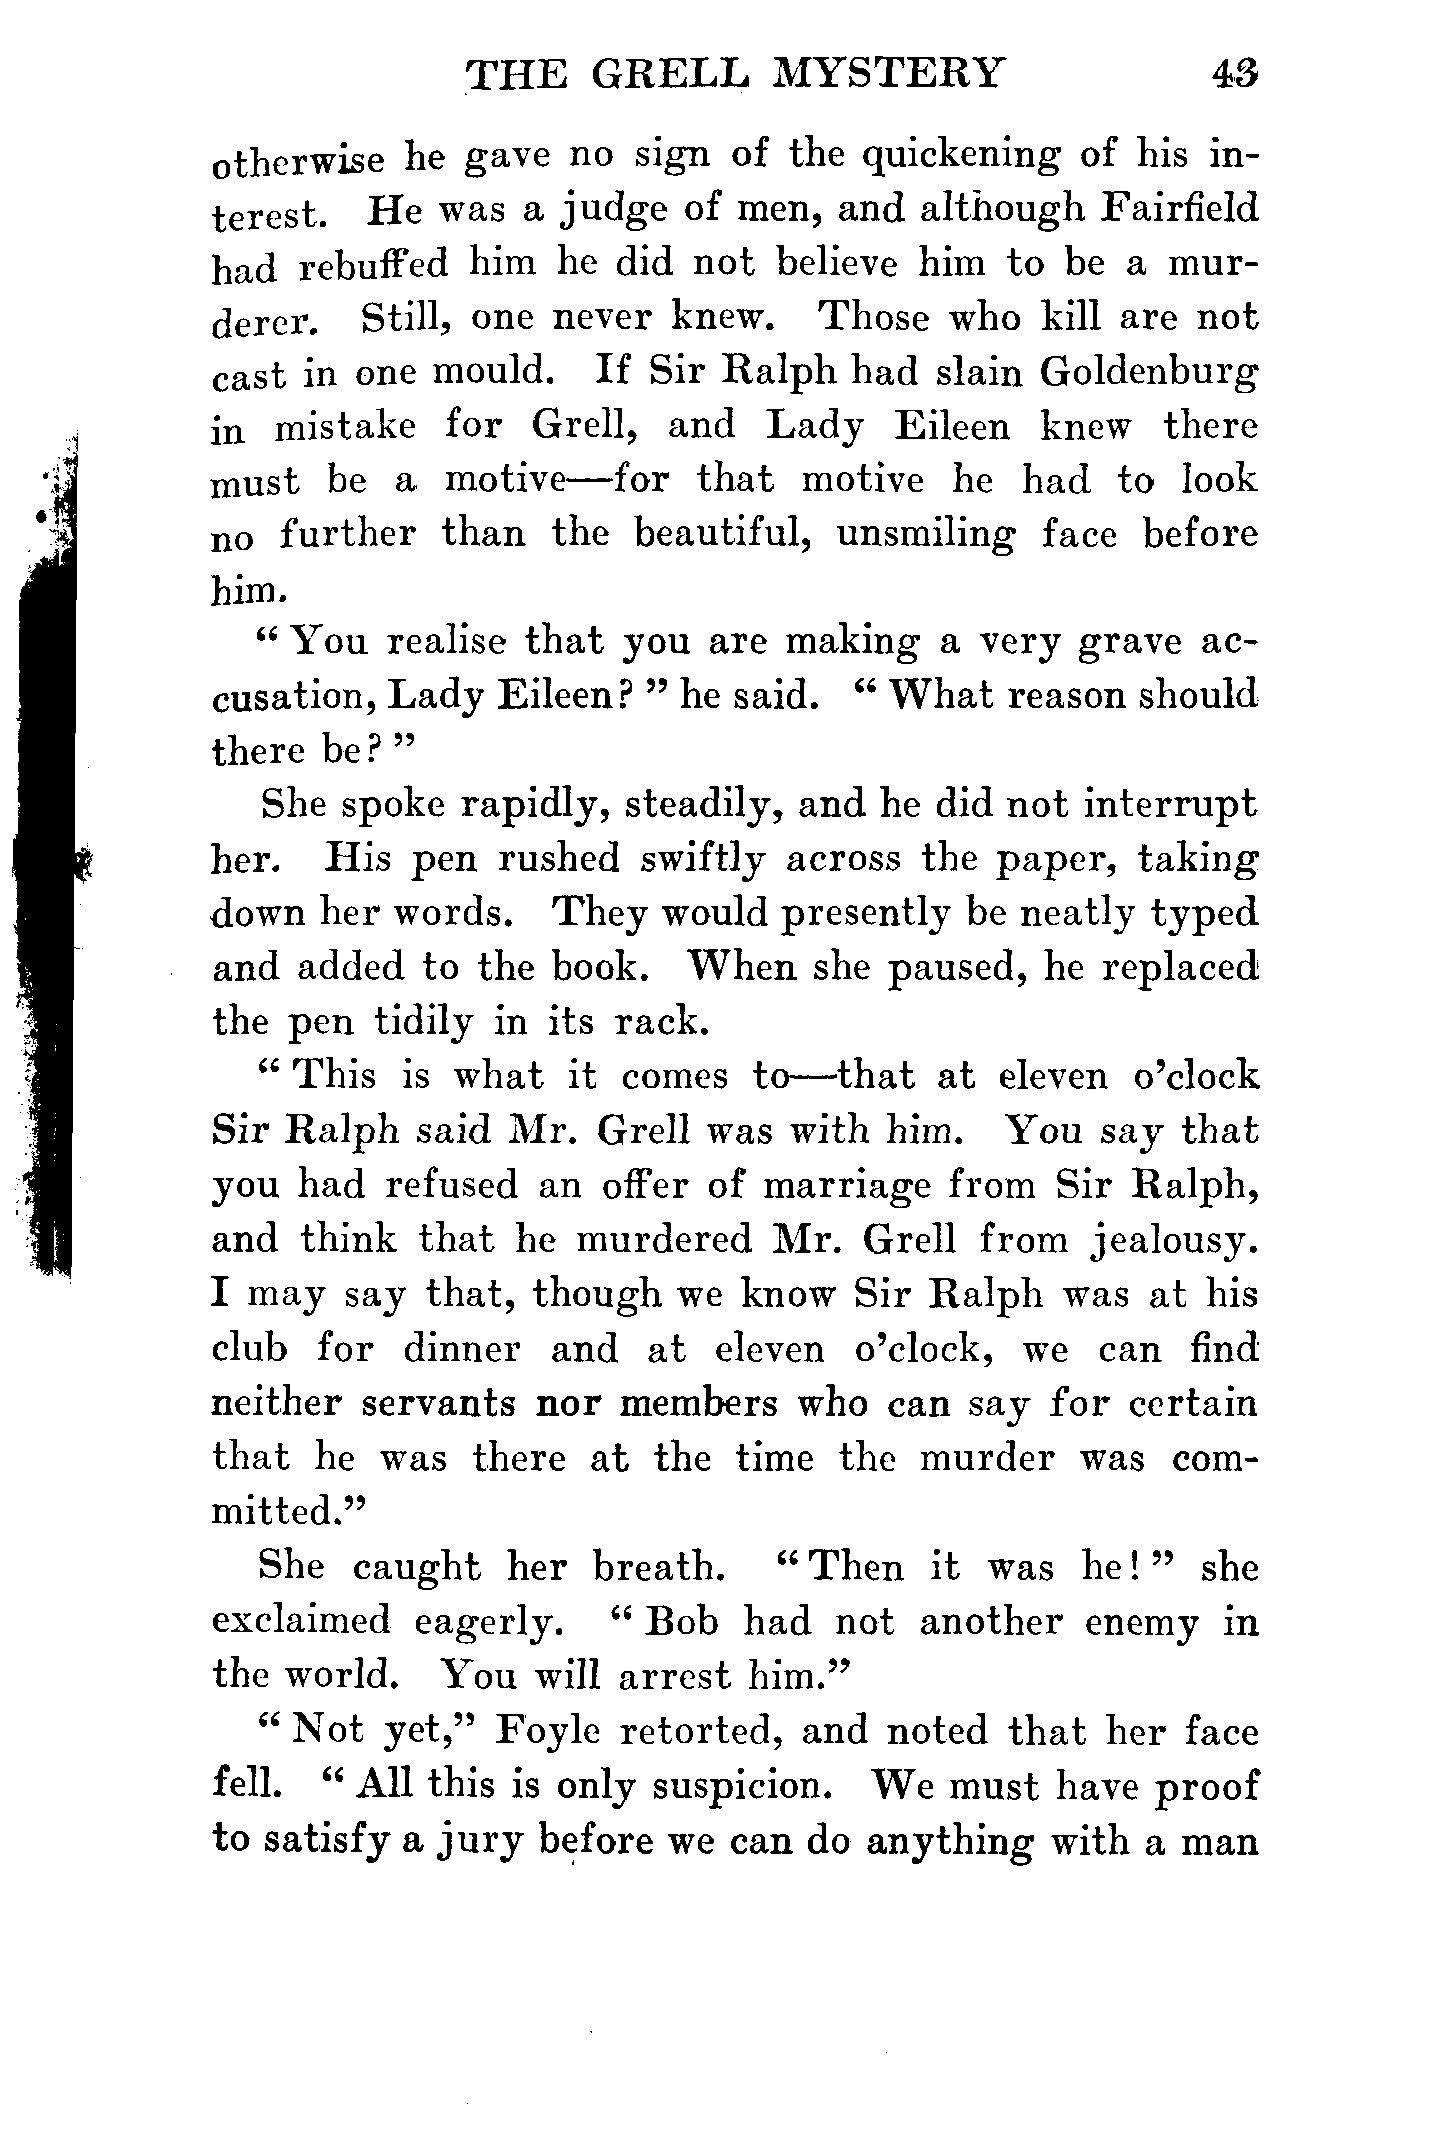 THE GRELL MYSTERY 43
otherwise he gave no sign of the quickening of his in-
terest. He was a judge of men, and although Fairfield
had rebuffed him he did not believe him to be a mur-
derer. Still, one never knew. Those who kill are not
cast in one mould. If Sir Ralph had slain Goldenburg
in mistake for Grell, and Lady Eileen knew there
must be a motive—for that motive he had to look
no further than the beautiful, unsmiling face before
him.
“ You realise that you are making a very grave ac-
cusation, Lady Eileen? ” he said. “ What reason should
there be? ”
She spoke rapidly, steadily, and he did not interrupt
her. His pen rushed swiftly across the paper, taking
down her words. They would presently be neatly typed
and added to the book. When she paused, he replaced
the pen tidily in its rack.
“ This is what it comes to—that at eleven o’clock
Sir Ralph said Mr. Grell was with him. You say that
you had refused an offer of marriage from Sir Ralph,
and think that he murdered Mr. Grell from jealousy.
I may say that, though we know Sir Ralph was at his
club for dinner and at eleven o’clock, we can find
neither servants nor members who can say for certain
that he was there at the time the murder was com-
mitted.”
She caught her breath. “ Then it was he! ” she
exclaimed eagerly. “ Bob had not another enemy in
the world. You will arrest him.”
“ Not yet,” Foyle retorted, and noted that her face
fell. “ All this is only suspicion. We must have proof
to satisfy a jury before we can do anything with a man